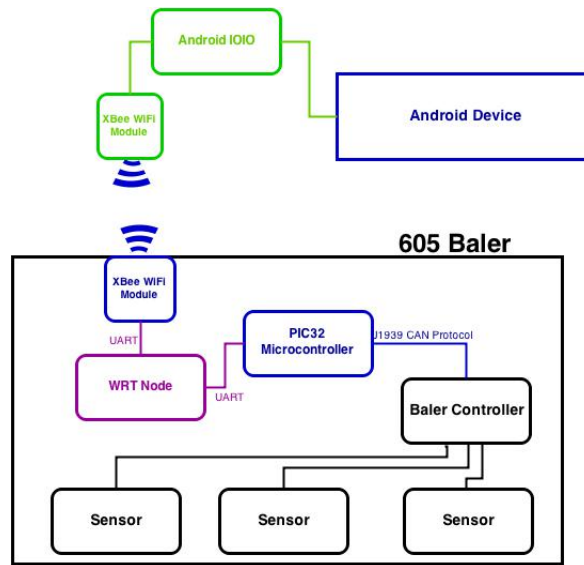 Android IOIO
XBee WiFi
Module
Android Device
605 Baler
XBee WiFi
Module
UART
PIC32
Microcontroller
J1939 CAN Protocol
WRT Node
UART
Baler Controller
Sensor
Sensor
Sensor